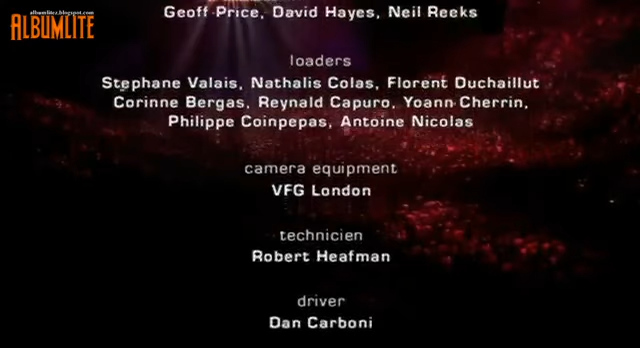 albumlitez.blogspot.com
ALBUMLITE
Geoff Price, David Hayes, Neil Reeks
loaders
Stephane Valais, Nathalis Colas, Florent Duchaillut
Corinne Bergas, Reynald Capuro, Yoann Cherrin,
Philippe Coinpepas, Antoine Nicolas
camera equipment
VFG London
technicien
Robert Heafman
driver
Dan Carboni